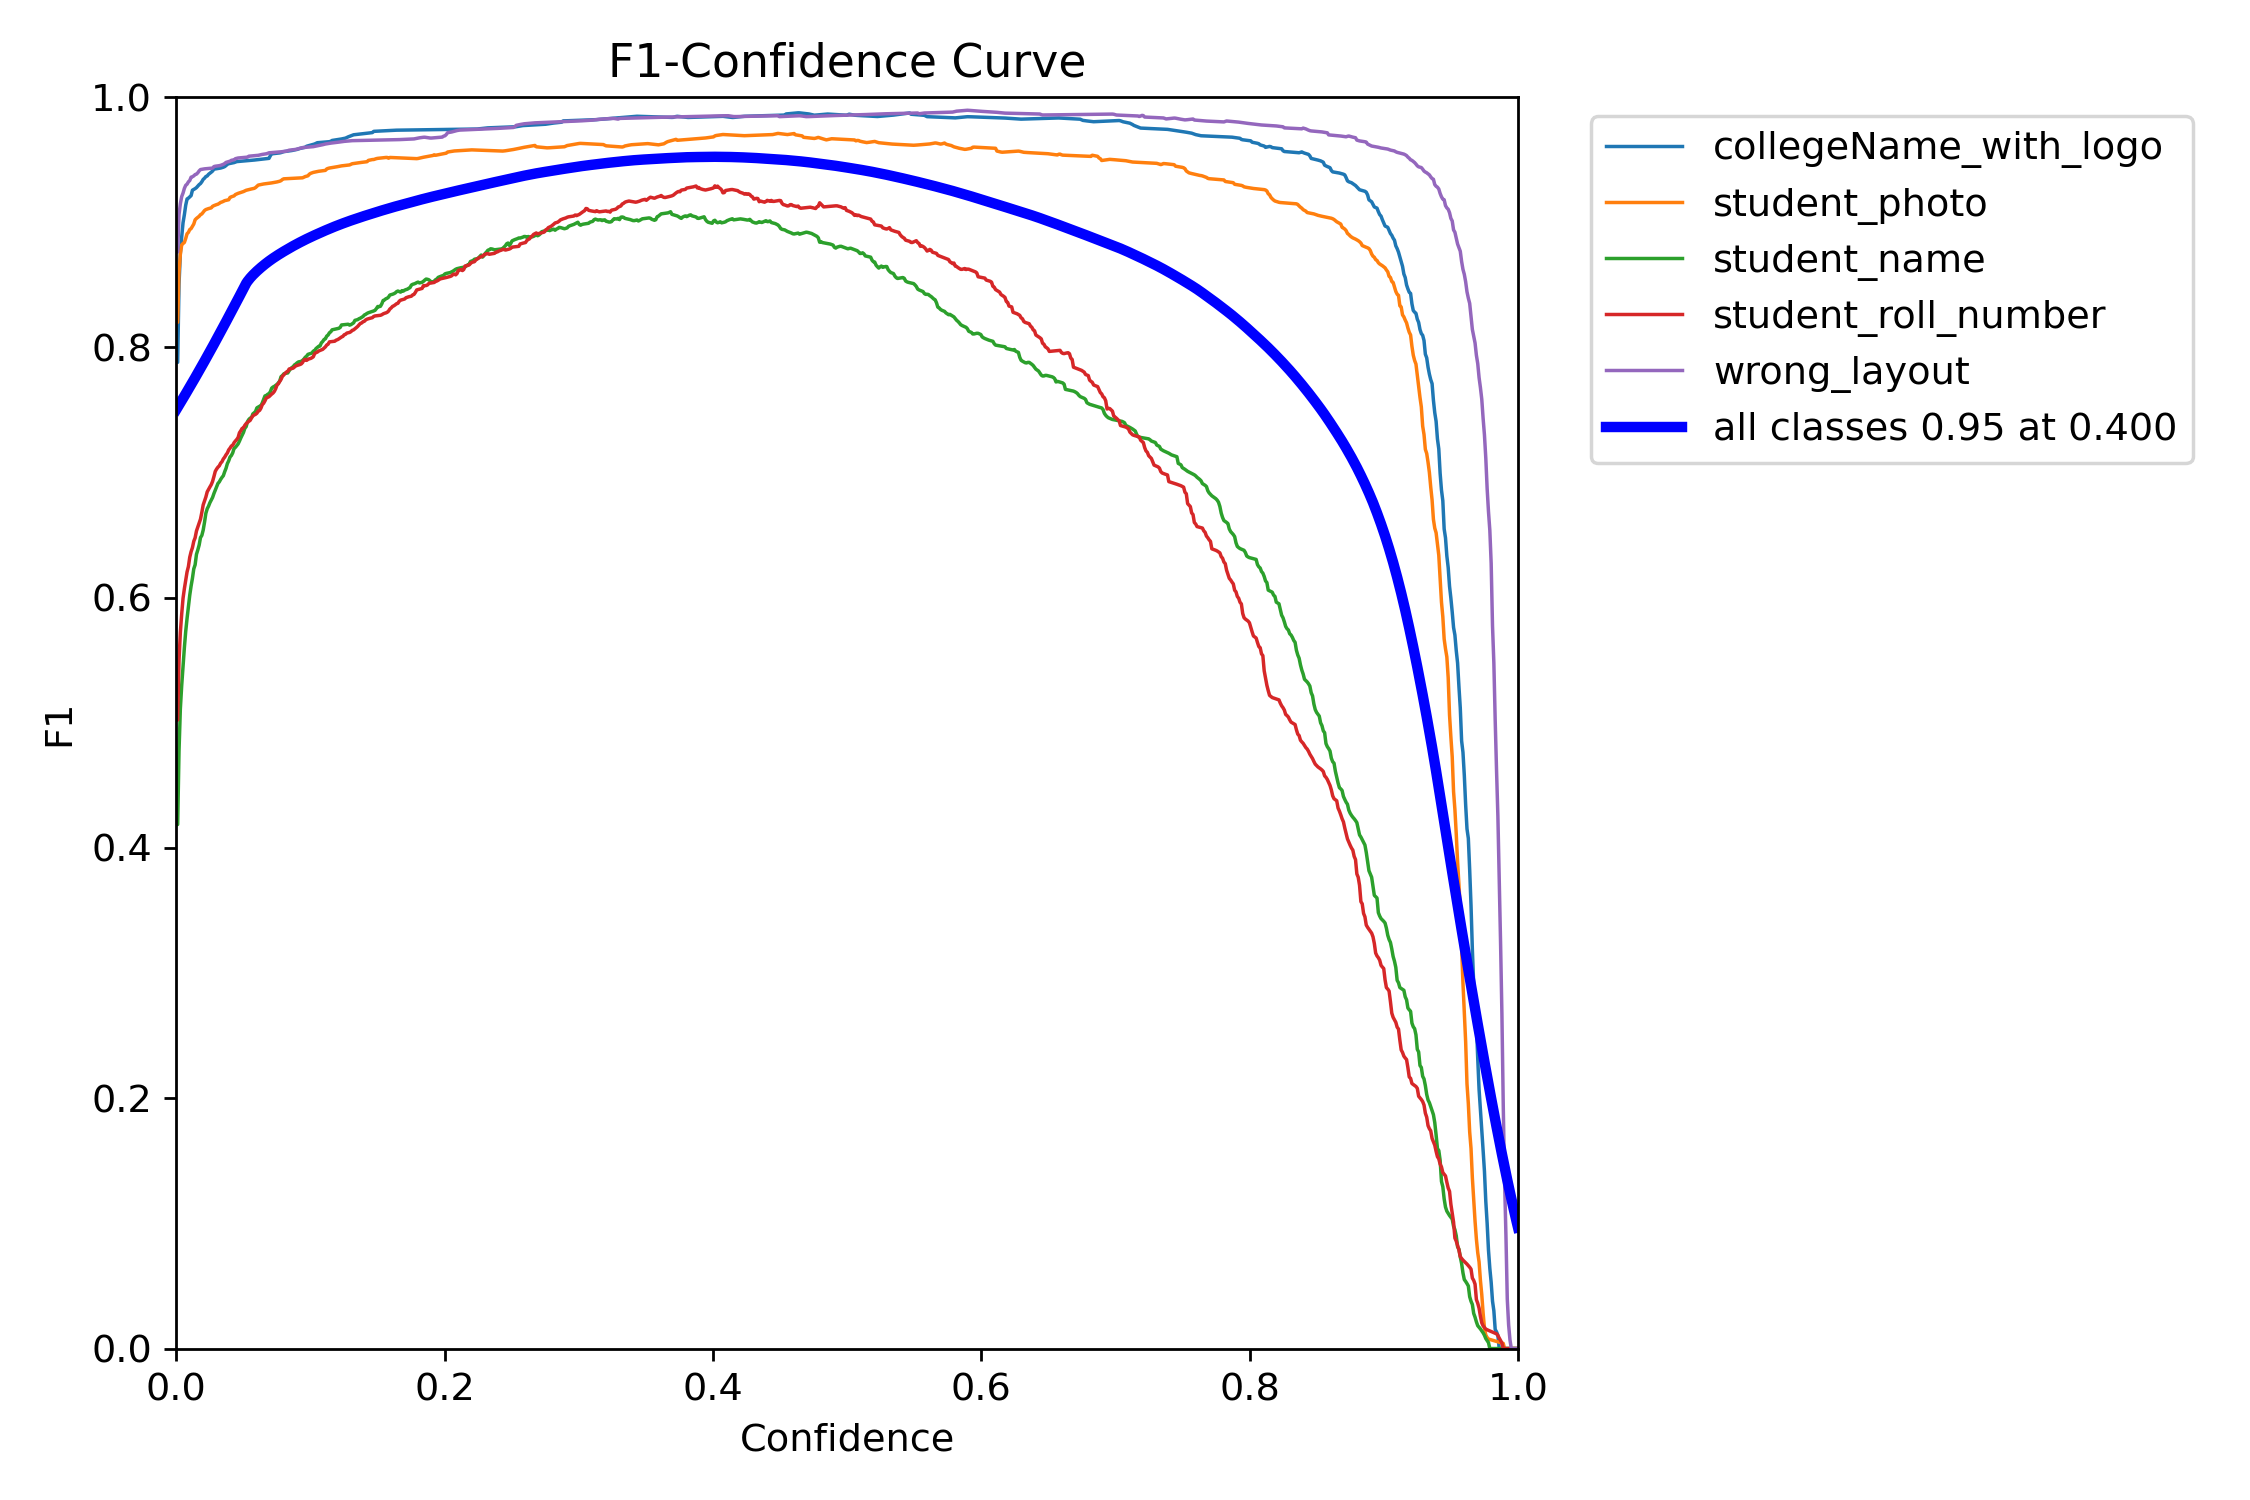 F1-Confidence Curve
1.0
0.8
0.6
0.4
0.2
0.0
F1
0.0 0.2 0.4 0.6 0.8 1.0
Confidence
collegeName_with_logo
student_photo
student_name
student_roll_number
wrong_layout
all classes 0.95 at 0.400